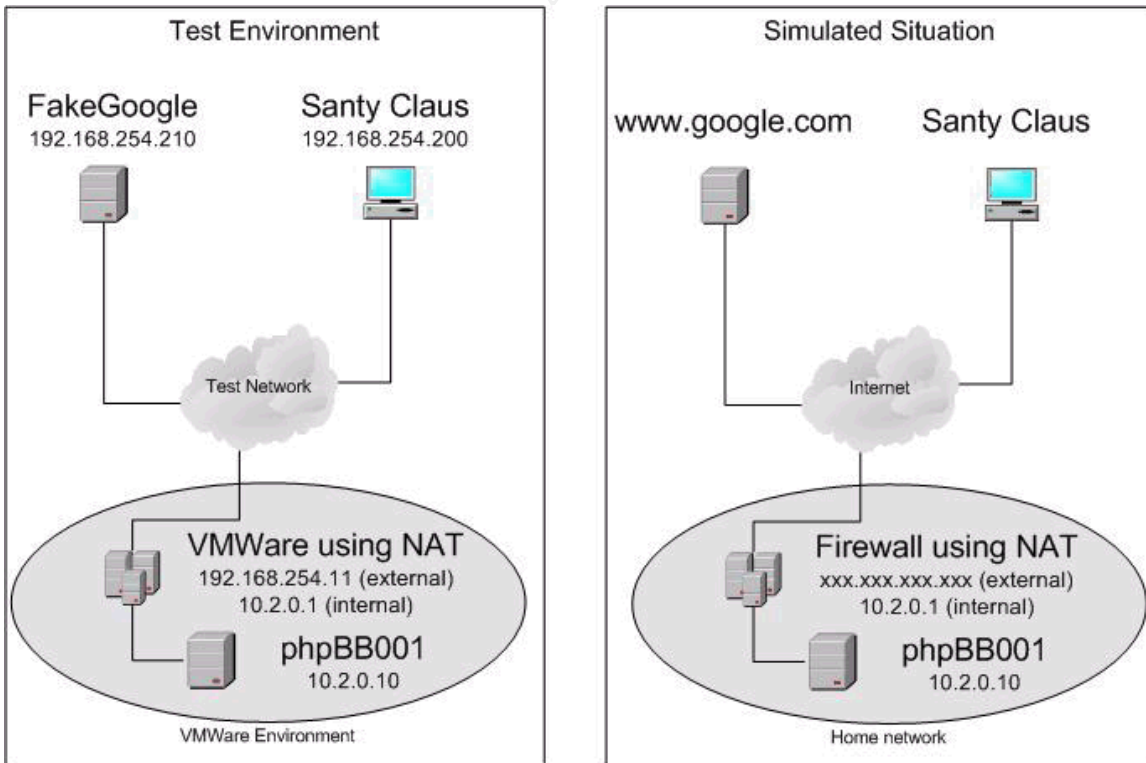 Test Environment
FakeGoogle
192.168.254.210
Santy Claus
192.168.254.200
Test Network
VMWare using NAT
192.168.254.11 (external)
10.2.0.1 (internal)
phpBB001
10.2.0.10
VMWare Environment
Simulated Situation
www.google.com
Santy Claus
Internet
Firewall using NAT
xxx.xxx.xxx.xxx (external)
10.2.0.1 (internal)
phpBB001
10.2.0.10
Home network